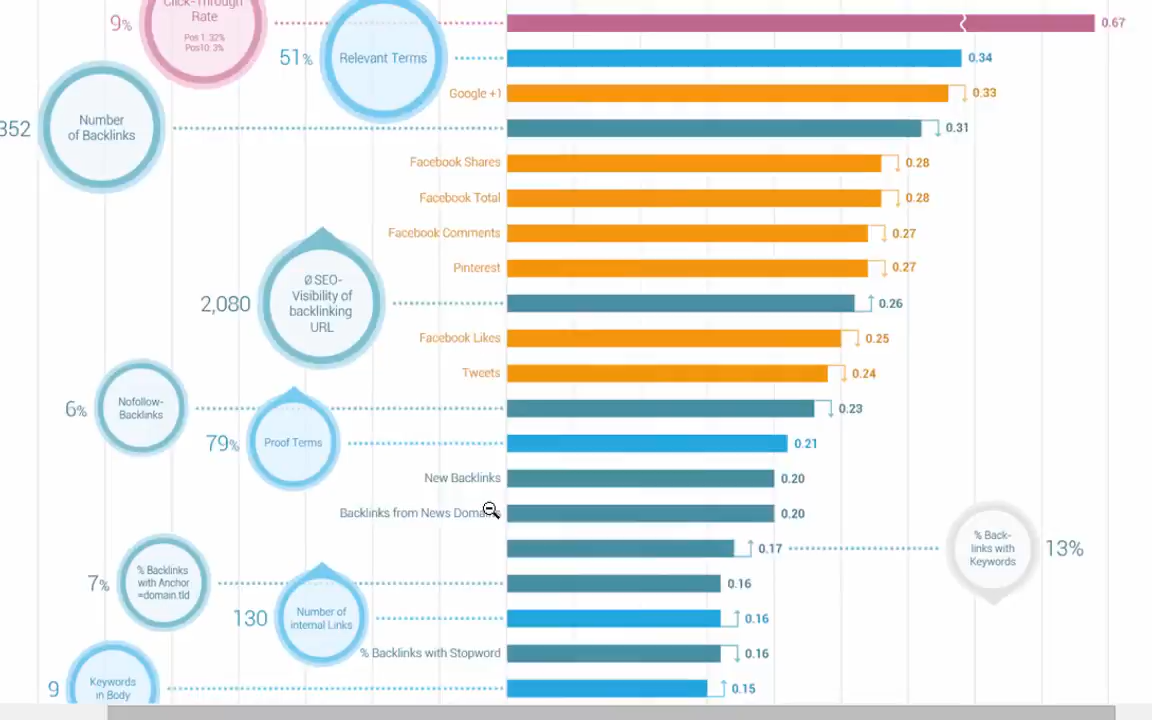 Click-Through
Rate
Pos 1: 32%
Pos10: 3%
9%
0.67
51%
Relevant Terms
0.34
Google +1
0.33
352
Number
of Backlinks
0.31
Facebook Shares
0.28
Facebook Total
0.28
Facebook Comments
0.27
Pinterest
0.27
2,080
Ø SEO-
Visibility of
backlinking
URL
0.26
Facebook Likes
0.25
Tweets
0.24
6%
Nofollow-
Backlinks
0.23
79%
Proof Terms
0.21
New Backlinks
0.20
Backlinks from News Domains
0.20
0.17
% Back-
links with
Keywords
13%
7%
% Backlinks
with Anchor
=domain.tld
0.16
130
Number of
internal Links
0.16
% Backlinks with Stopword
0.16
9
Keywords
in Body
0.15